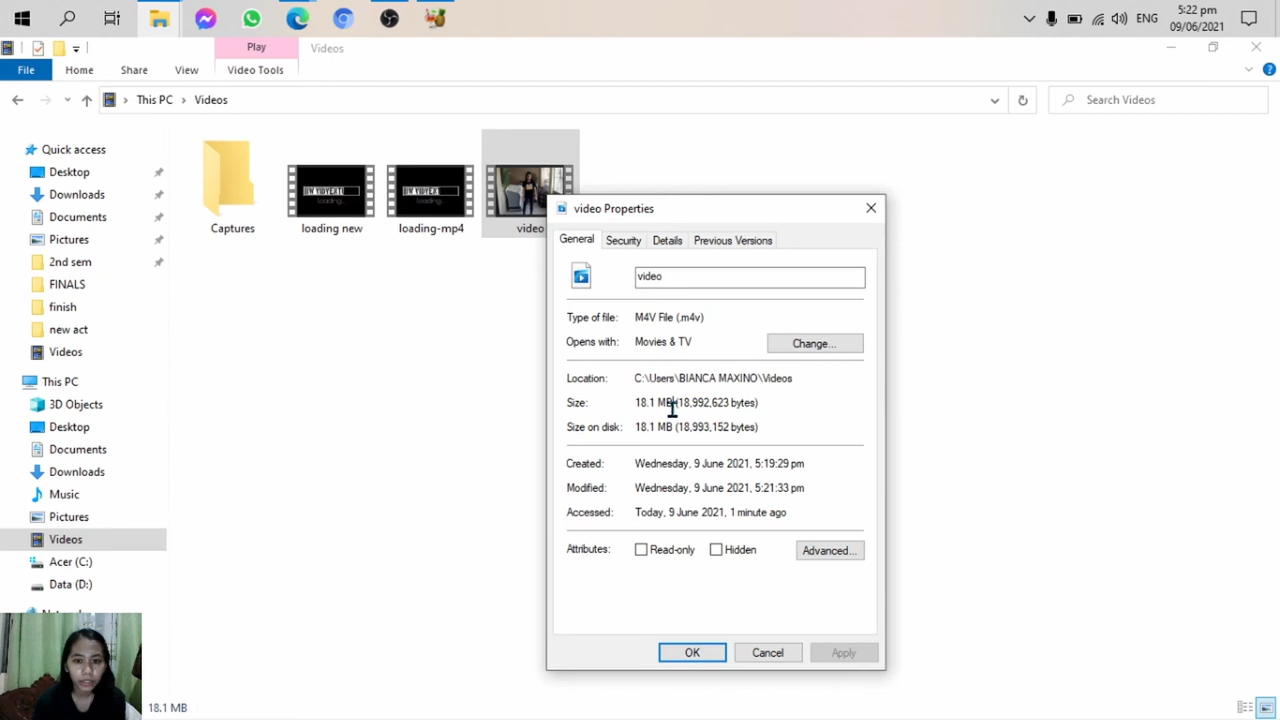 5:22 pm
ENG
09/06/2021
Play
Videos
File
Home
Share
View
Video Tools
This PC
Videos
Search Videos
Quick access
Desktop
Downloads
Documents
Pictures
2nd sem
FINALS
finish
new act
Videos
This PC
3D Objects
Desktop
Documents
Downloads
Music
Pictures
Videos
Acer (C:)
Data (D:)
Captures
loading new
loading-mp4
video
Loading...
Loading...
video Properties
General
Security
Details
Previous Versions
video
Type of file: M4V File (.m4v)
Opens with: Movies & TV
Change...
Location: C:\Users\BIANCA MAXINO\Videos
Size: 18.1 MB (18,992,623 bytes)
Size on disk: 18.1 MB (18,993,152 bytes)
Created: Wednesday, 9 June 2021, 5:19:29 pm
Modified: Wednesday, 9 June 2021, 5:21:33 pm
Accessed: Today, 9 June 2021, 1 minute ago
Attributes: Read-only Hidden Advanced...
OK Cancel Apply
18.1 MB